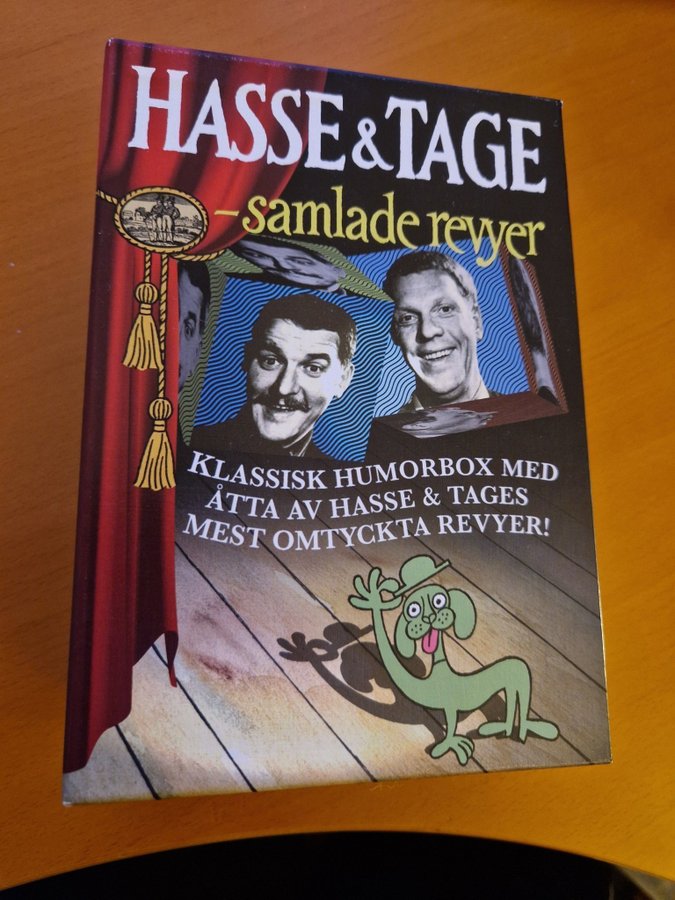 HASSE & TAGE
– samlade revyer
KLASSISK HUMORBOX MED
ÅTTA AV HASSE & TAGES
MEST OMTYCKTA REVYER!